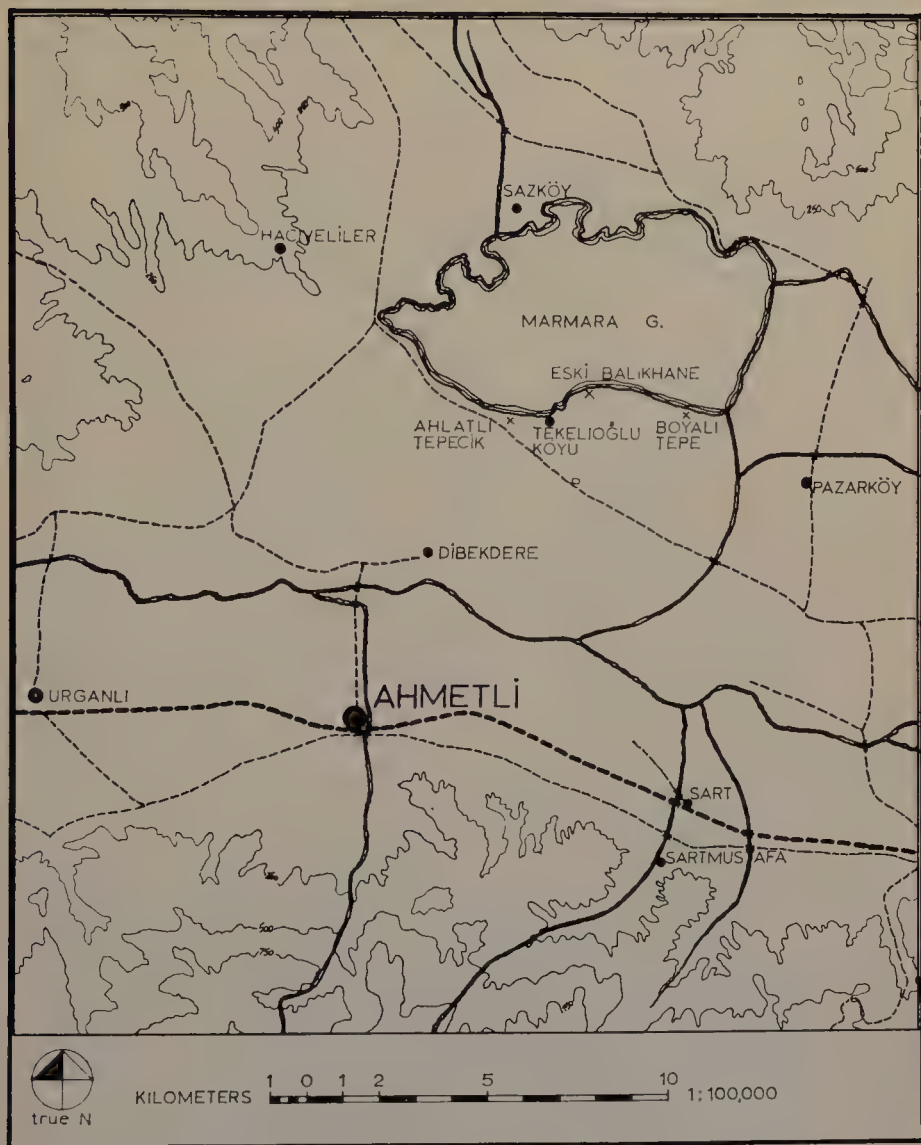 SAZKÖY
HACIVELİLER
250
MARMARA G.
ESKİ BALIKHANE
AHLATLI
TEPECİK
TEKELİOĞLU
KÖYU
BOYALI
TEPE
PAZARKÖY
DİBEKDERE
URGANLI
AHMETLİ
SART
SARTMUSTAFA
500
750
true N
KILOMETERS 1 0 1 2 5 10 1:100,000